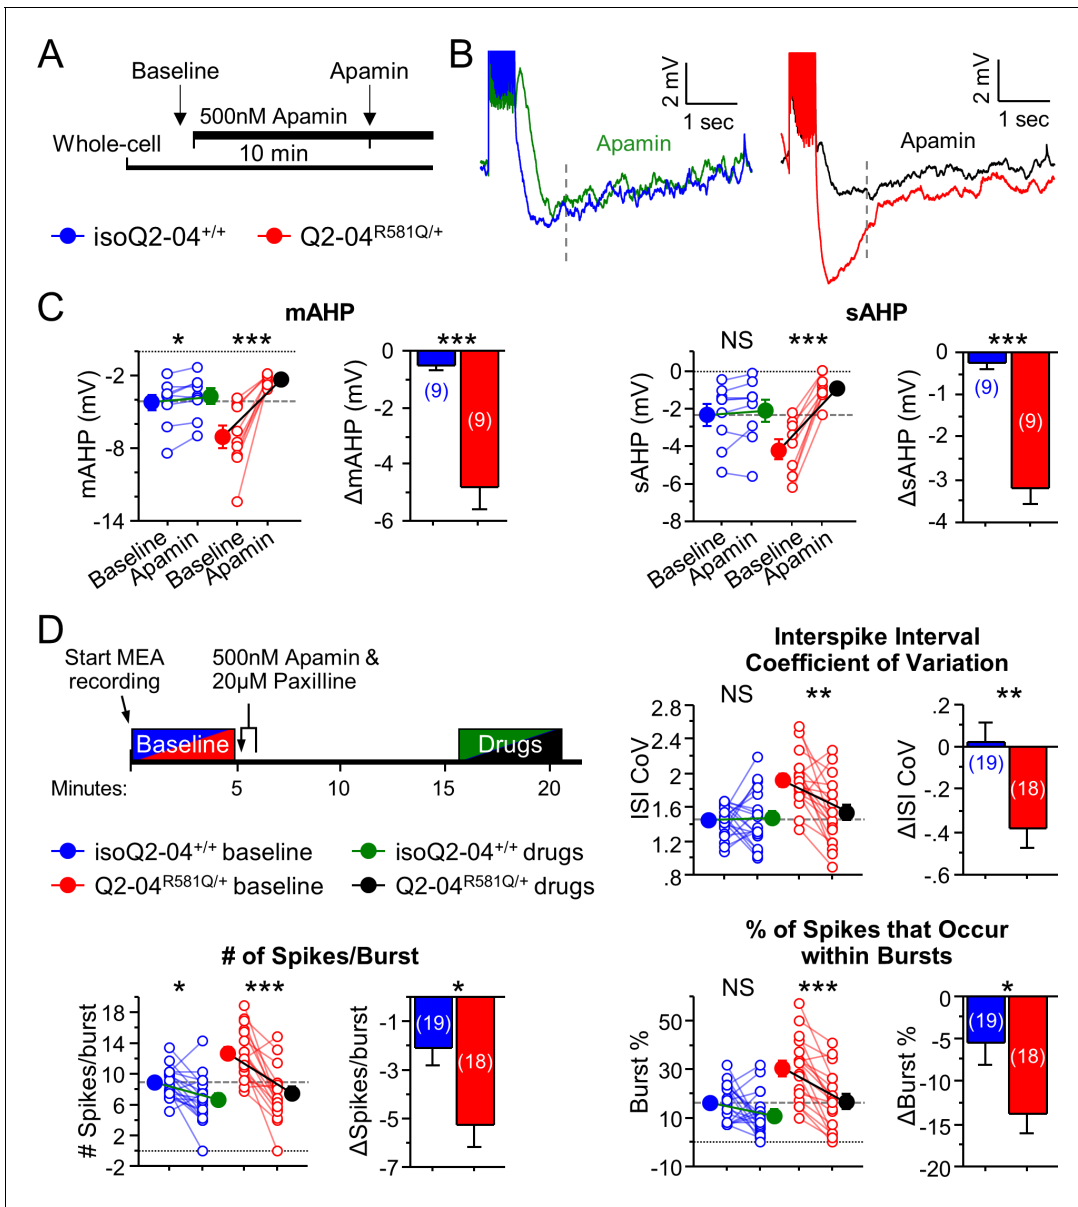 A
Baseline
Apamin
500nM Apamin
Whole-cell
10 min
isoQ2-04+/+
Q2-04R581Q/+
B
2 mV
1 sec
Apamin
2 mV
1 sec
Apamin
C
mAHP
* ***
mAHP (mV)
-2
-8
-14
Baseline
Apamin
Baseline
Apamin
***
ΔmAHP (mV)
0
-2
-4
-6
(9)
(9)
sAHP
NS ***
sAHP (mV)
0
-2
-4
-6
-8
Baseline
Apamin
Baseline
Apamin
***
ΔsAHP (mV)
0
-1
-2
-3
-4
(9)
(9)
D
Start MEA
recording
500nM Apamin &
20µM Paxilline
Baseline
Drugs
Minutes:
5 10 15 20
isoQ2-04+/+ baseline
isoQ2-04+/+ drugs
Q2-04R581Q/+ baseline
Q2-04R581Q/+ drugs
Interspike Interval
Coefficient of Variation
NS **
ISI CoV
2.8
2.4
2
1.6
1.2
.8
**
ΔISI CoV
.2
0
-.2
-.4
-.6
(19)
(18)
# of Spikes/Burst
* ***
# Spikes/burst
18
14
10
6
2
-2
*
ΔSpikes/burst
-1
-3
-5
-7
(19)
(18)
% of Spikes that Occur
within Bursts
NS ***
Burst %
50
30
10
-10
*
ΔBurst %
0
-5
-10
-15
-20
(19)
(18)